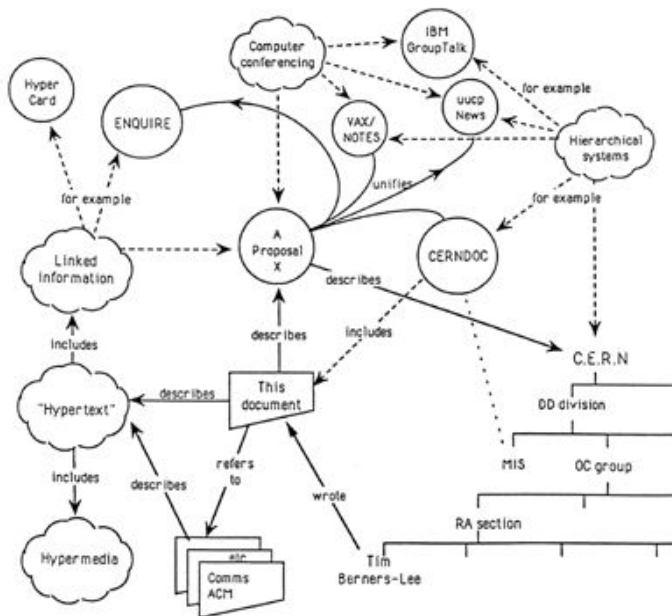 IBM
GroupTalk
Computer
conferencing
Hyper
Card
ENQUIRE
VAX/
NOTES
uucp
News
for example
Hierarchical
systems
unifies
for example
for example
Linked
information
A
Proposal
X
CERNDOC
describes
includes
describes
includes
C.E.R.N
This
document
describes
"Hypertext"
DD division
MIS
OC group
refers
to
describes
wrote
includes
RA section
Hypermedia
etc
Comms
ACM
Tim
Berners-Lee